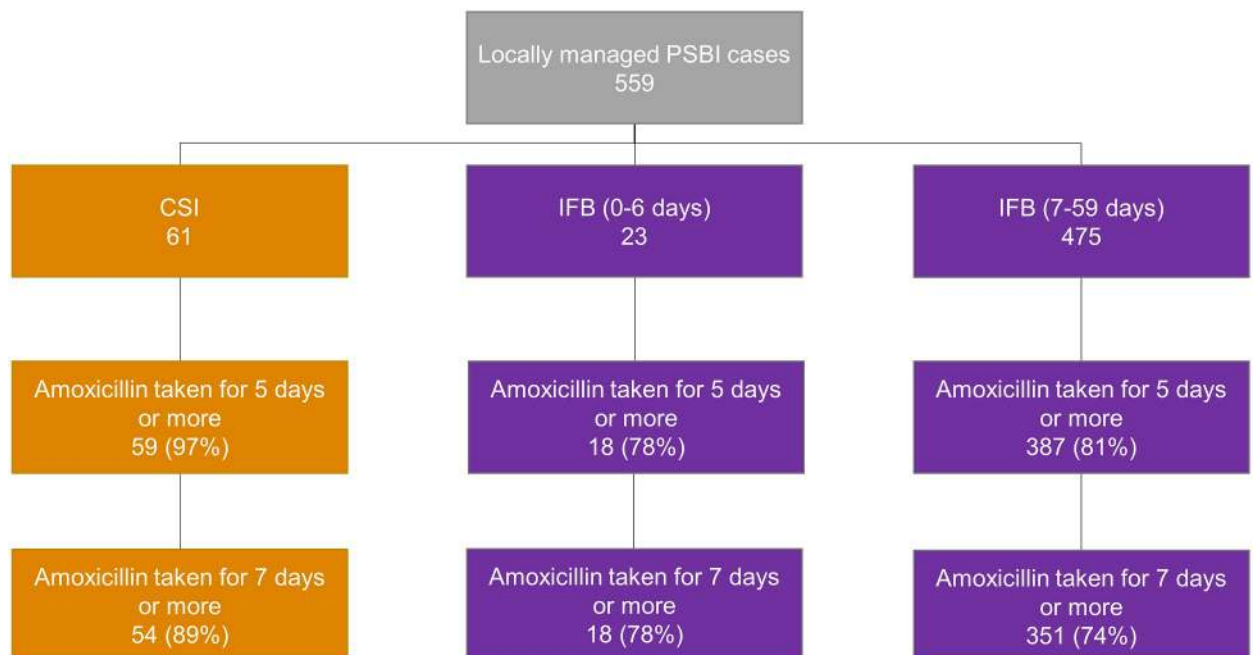 Locally managed PSBI cases
559
CSI
61
IFB (0-6 days)
23
IFB (7-59 days)
475
Amoxicillin taken for 5 days
or more
59 (97%)
Amoxicillin taken for 5 days
or more
18 (78%)
Amoxicillin taken for 5 days
or more
387 (81%)
Amoxicillin taken for 7 days
or more
54 (89%)
Amoxicillin taken for 7 days
or more
18 (78%)
Amoxicillin taken for 7 days
or more
351 (74%)